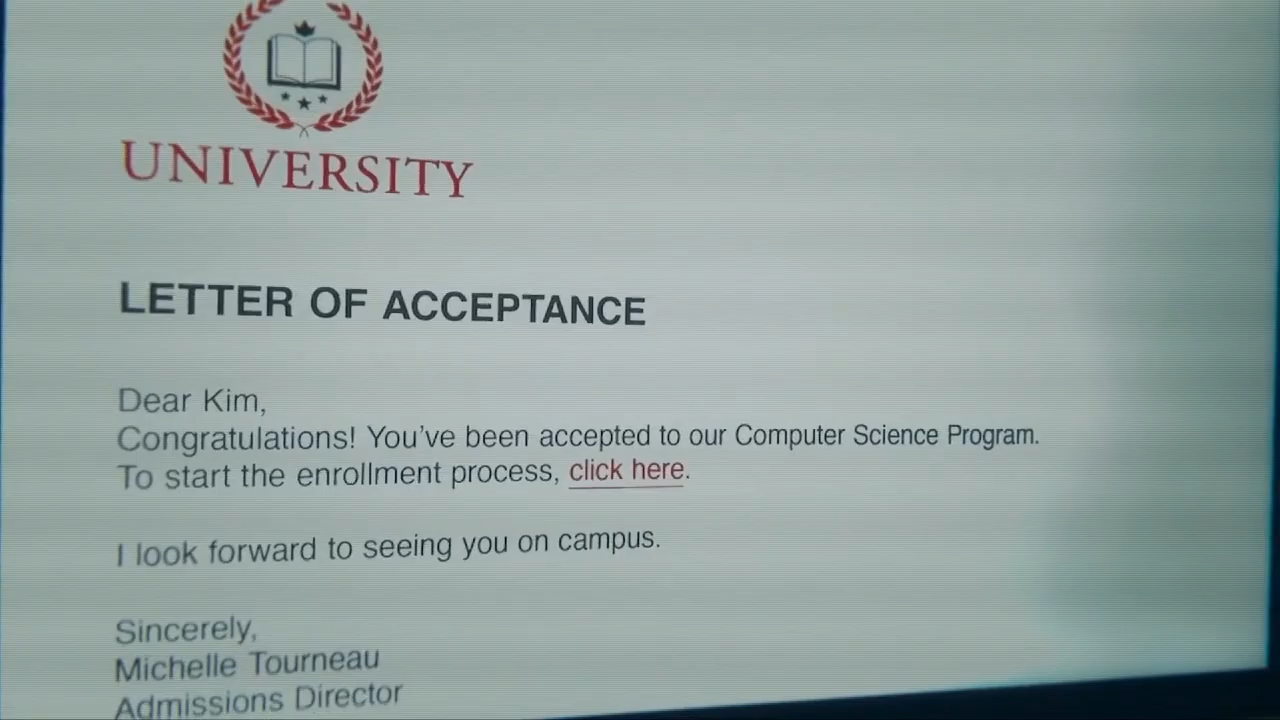 UNIVERSITY
LETTER OF ACCEPTANCE
Dear Kim,
Congratulations! You've been accepted to our Computer Science Program.
To start the enrollment process, click here.
I look forward to seeing you on campus.
Sincerely,
Michelle Tourneau
Admissions Director